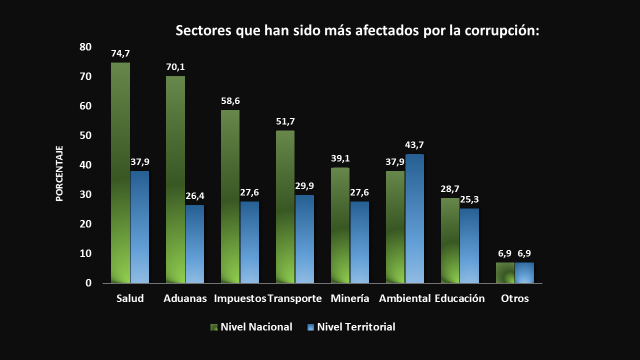 Sectores que han sido más afectados por la corrupción:
PORCENTAJE
80
70
60
50
40
30
20
10
0
74,7
37,9
70,1
26,4
58,6
27,6
51,7
29,9
39,1
27,6
37,9
43,7
28,7
25,3
6,9
6,9
Salud
Aduanas
Impuestos
Transporte
Minería
Ambiental
Educación
Otros
Nivel Nacional
Nivel Territorial